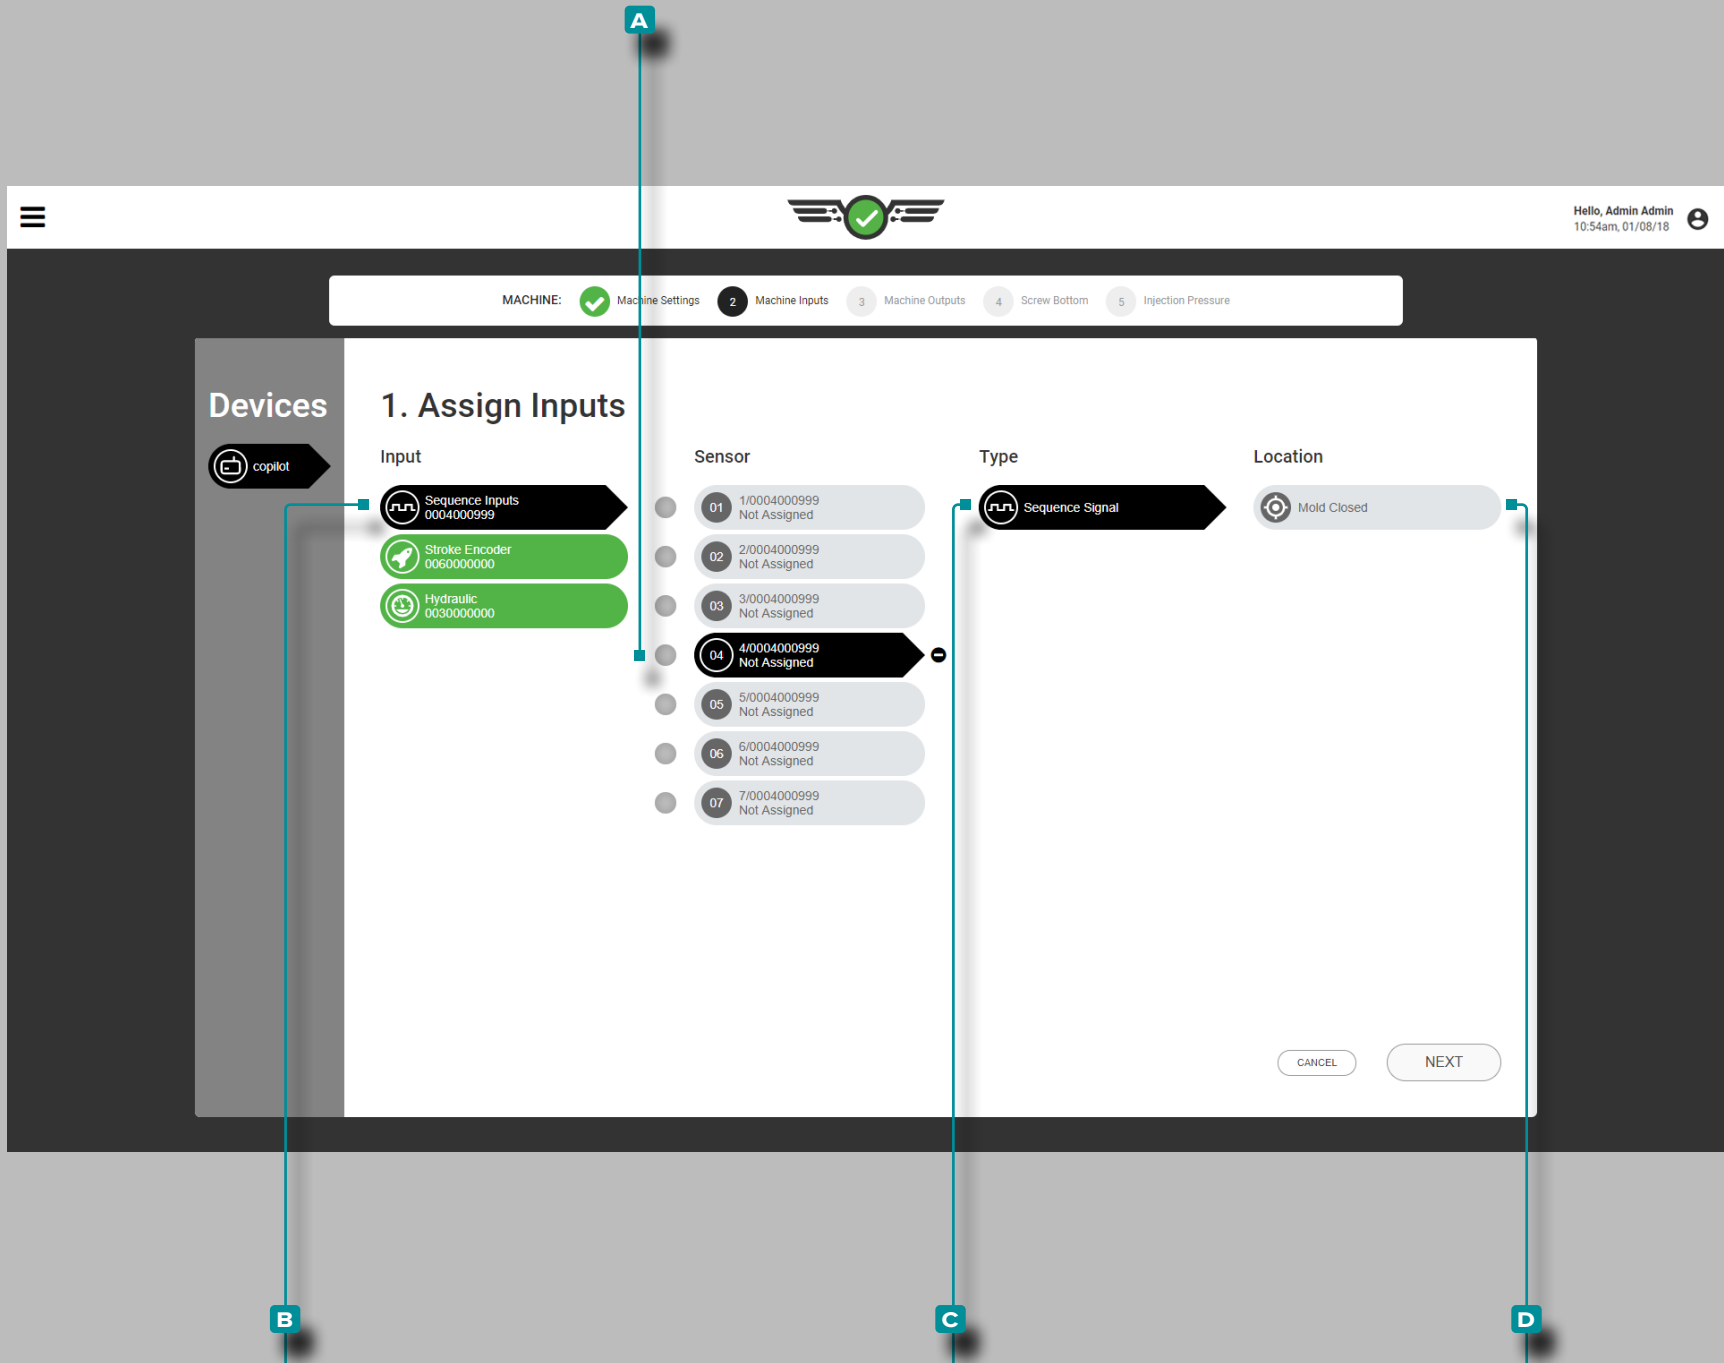 A
Hello, Admin Admin
10:54am, 01/08/18
MACHINE: Machine Settings 2 Machine Inputs 3 Machine Outputs 4 Screw Bottom 5 Injection Pressure
Devices
copilot
1. Assign Inputs
Input
Sequence Inputs
0004000999
Stroke Encoder
0060000000
Hydraulic
0030000000
Sensor
01 1/0004000999
Not Assigned
02 2/0004000999
Not Assigned
03 3/0004000999
Not Assigned
04 4/0004000999
Not Assigned
05 5/0004000999
Not Assigned
06 6/0004000999
Not Assigned
07 7/0004000999
Not Assigned
Type
Sequence Signal
Location
Mold Closed
CANCEL
NEXT
B
C
D